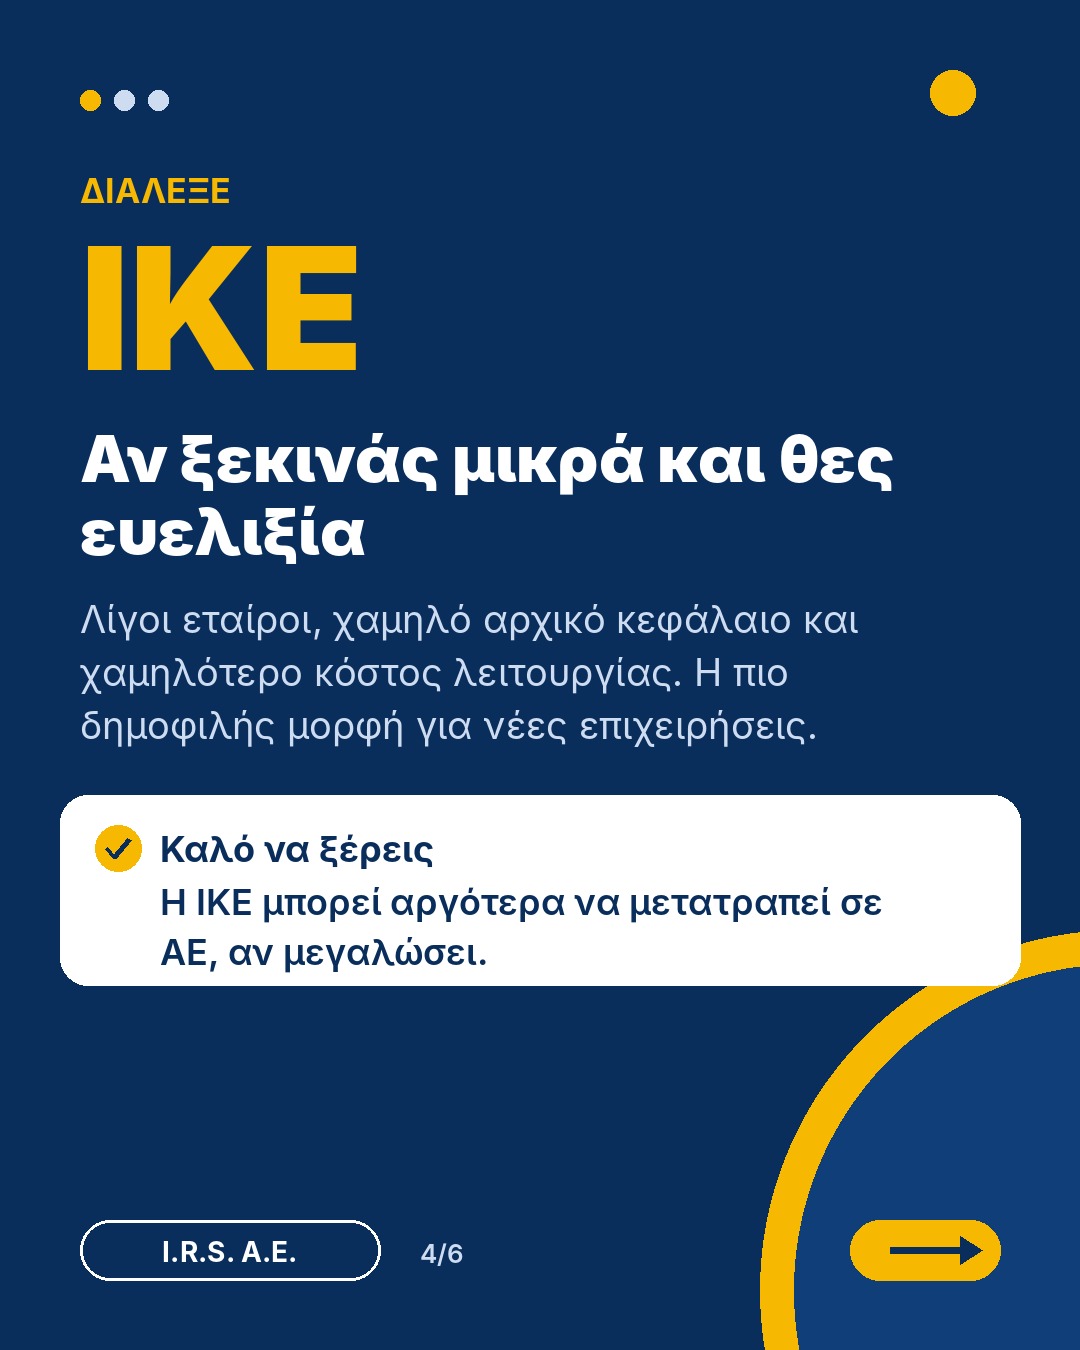 ΔΙΑΛΕΞΕ
ΙΚΕ
Αν ξεκινάς μικρά και θες
ευελιξία
Λίγοι εταίροι, χαμηλό αρχικό κεφάλαιο και
χαμηλότερο κόστος λειτουργίας. Η πιο
δημοφιλής μορφή για νέες επιχειρήσεις.
Καλό να ξέρεις
Η ΙΚΕ μπορεί αργότερα να μετατραπεί σε
ΑΕ, αν μεγαλώσει.
I.R.S. A.E.
4/6